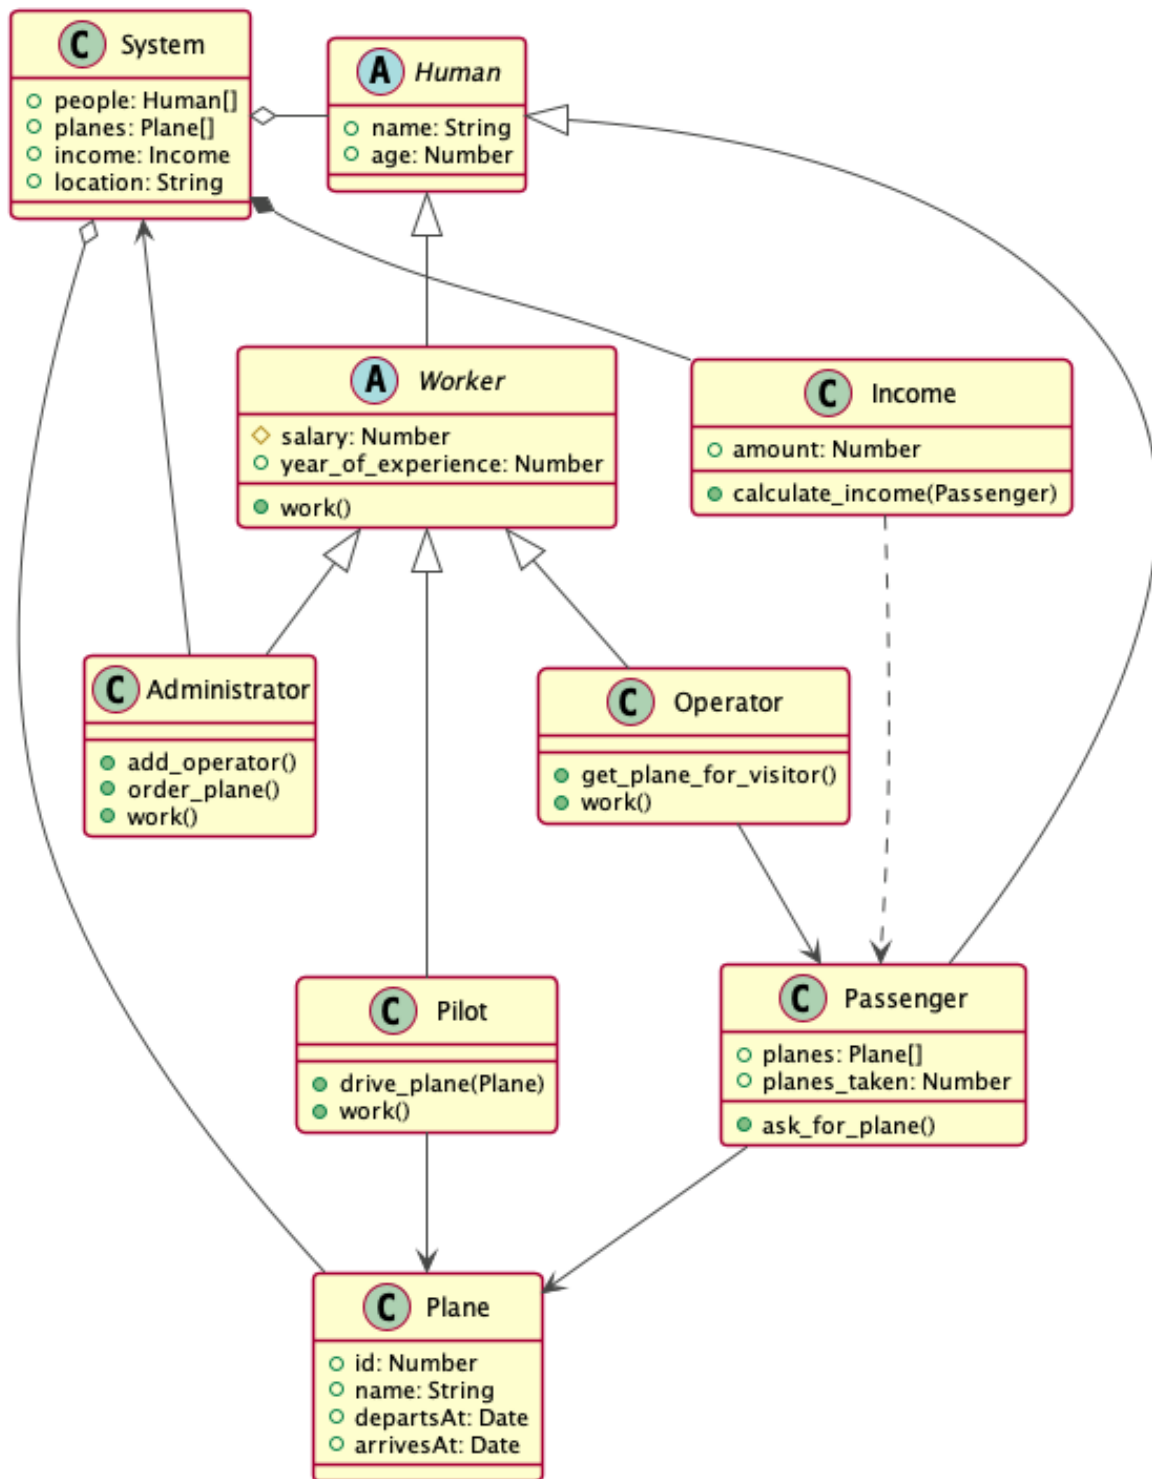 C System
people: Human[]
planes: Plane[]
income: Income
location: String
A Human
name: String
age: Number
A Worker
salary: Number
year_of_experience: Number
work()
C Income
amount: Number
calculate_income(Passenger)
C Administrator
add_operator()
order_plane()
work()
C Operator
get_plane_for_visitor()
work()
C Pilot
drive_plane(Plane)
work()
C Passenger
planes: Plane[]
planes_taken: Number
ask_for_plane()
C Plane
id: Number
name: String
departsAt: Date
arrivesAt: Date